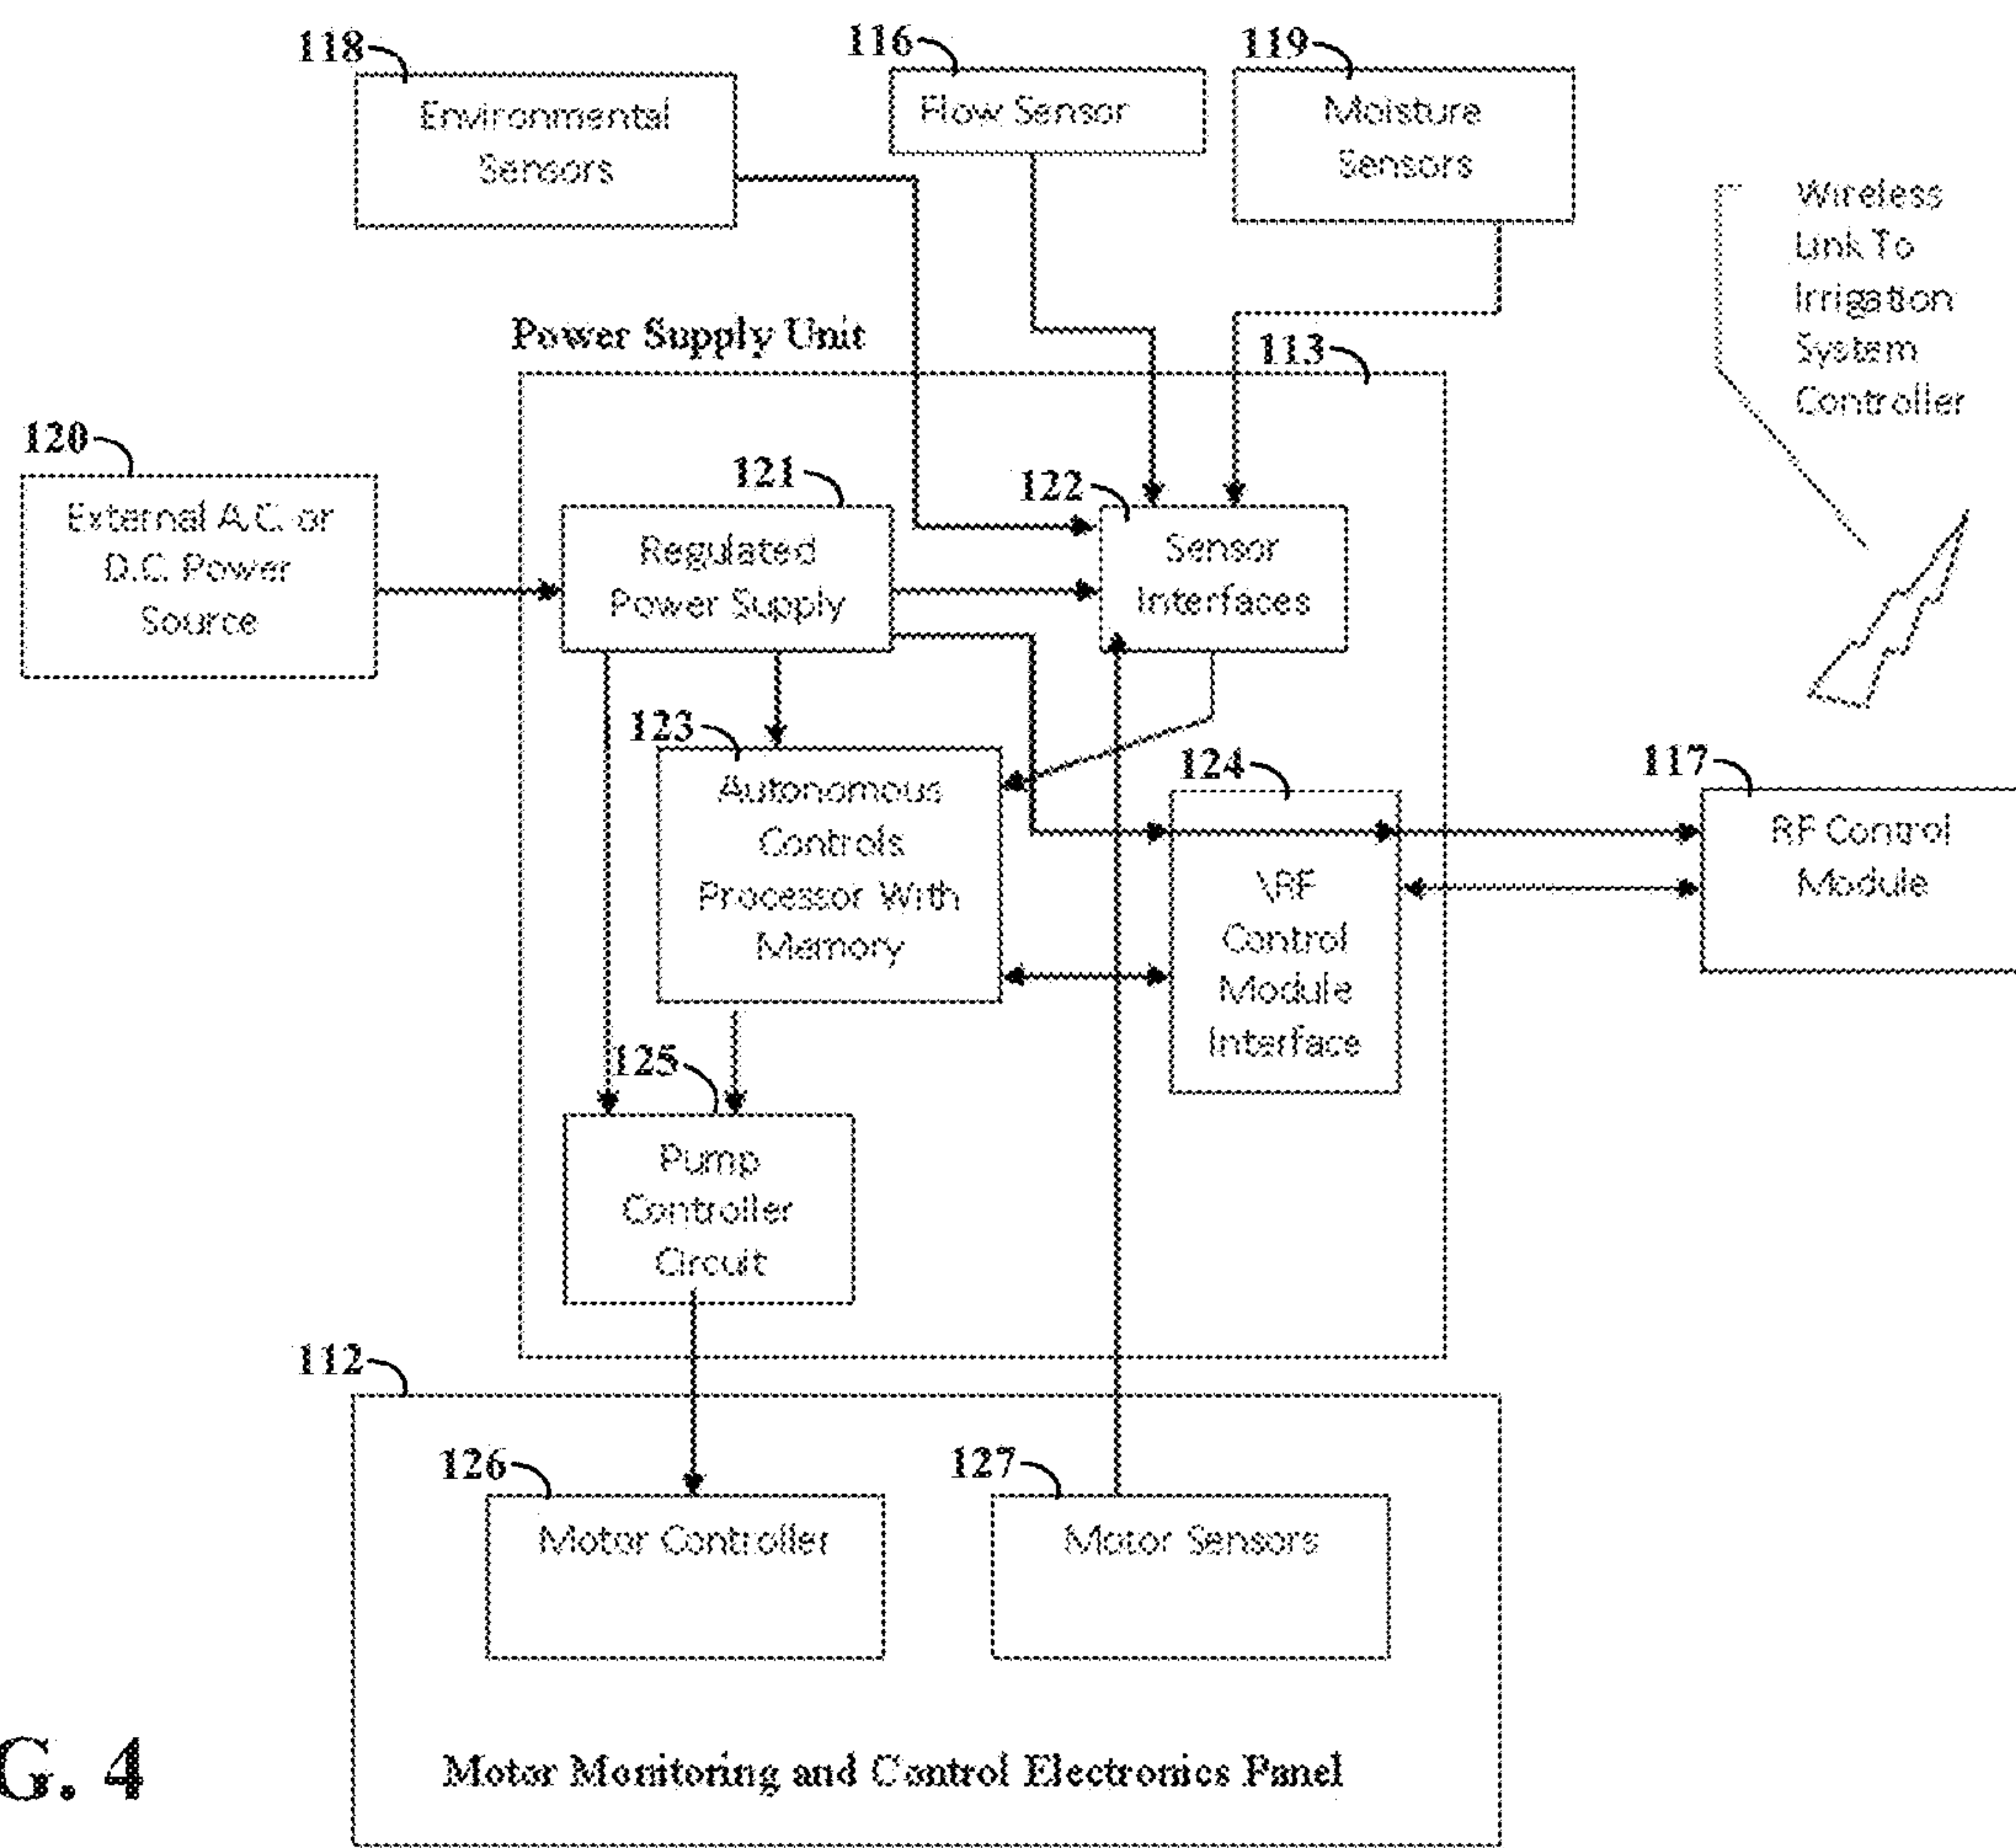 118
116
119
Environmental
Sensors
Flow Sensor
Moisture
Sensors
Wireless
Link To
Irrigation
System
Controller
Power Supply Unit
113
120
External A.C. or
D.C. Power
Source
121
Regulated
Power Supply
122
Sensor
Interfaces
123
Autonomous
Controls
Processor With
Memory
124
\RF
Control
Module
Interface
117
RF Control
Module
125
Pump
Controller
Circuit
112
126
Motor Controller
127
Motor Sensors
Motor Monitoring and Control Electronics Panel
G. 4